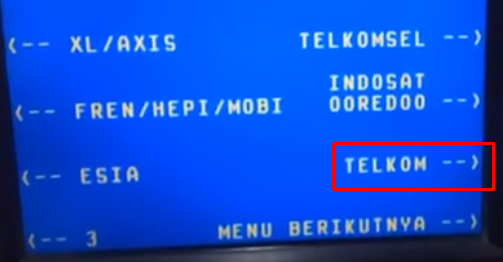 <-- XL/AXIS TELKOMSEL -->
<-- FREN/HEPI/MOBI INDOSAT OOREDOO -->
<-- ESIA TELKOM -->
<-- 3 MENU BERIKUTNYA -->